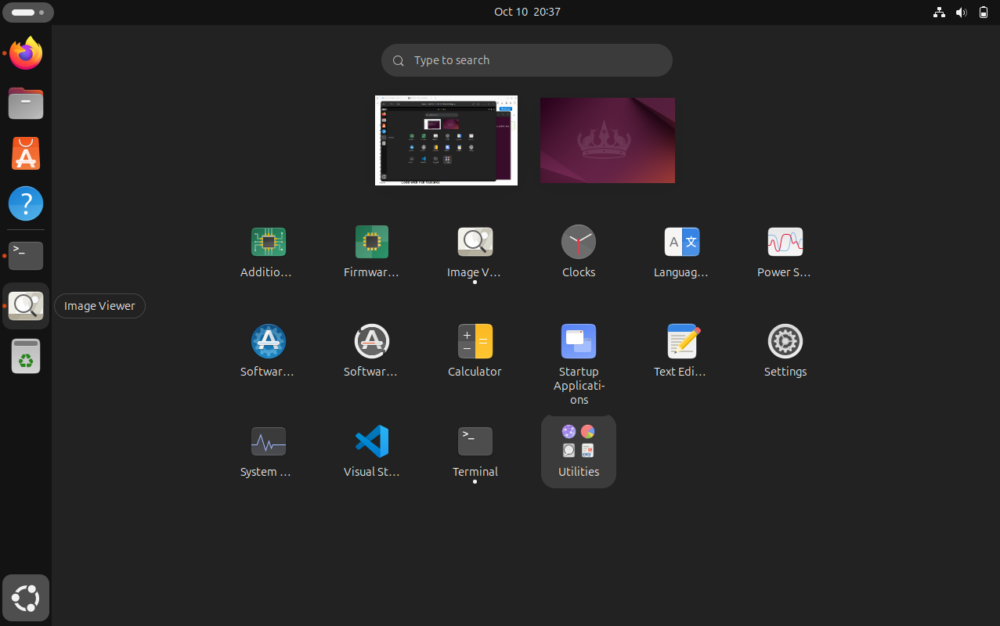 Oct 10 20:37
Type to search
Additio...
Firmwar...
Image V...
Clocks
Languag...
Power S...
Image Viewer
Softwar...
Softwar...
Calculator
Startup
Applicati-
ons
Text Edi...
Settings
System ...
Visual St...
Terminal
Utilities